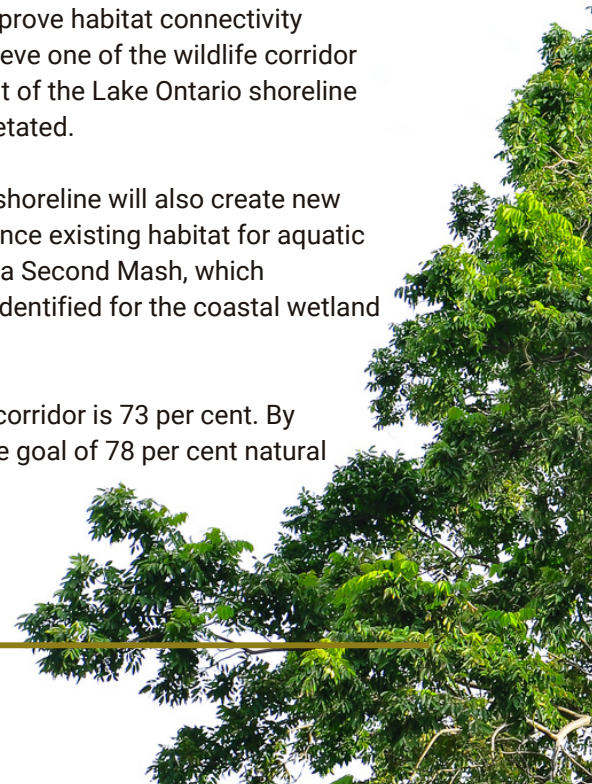 prove habitat connectivity
eve one of the wildlife corridor
t of the Lake Ontario shoreline
etated.
shoreline will also create new
nce existing habitat for aquatic
a Second Mash, which
dentified for the coastal wetland
corridor is 73 per cent. By
e goal of 78 per cent natural